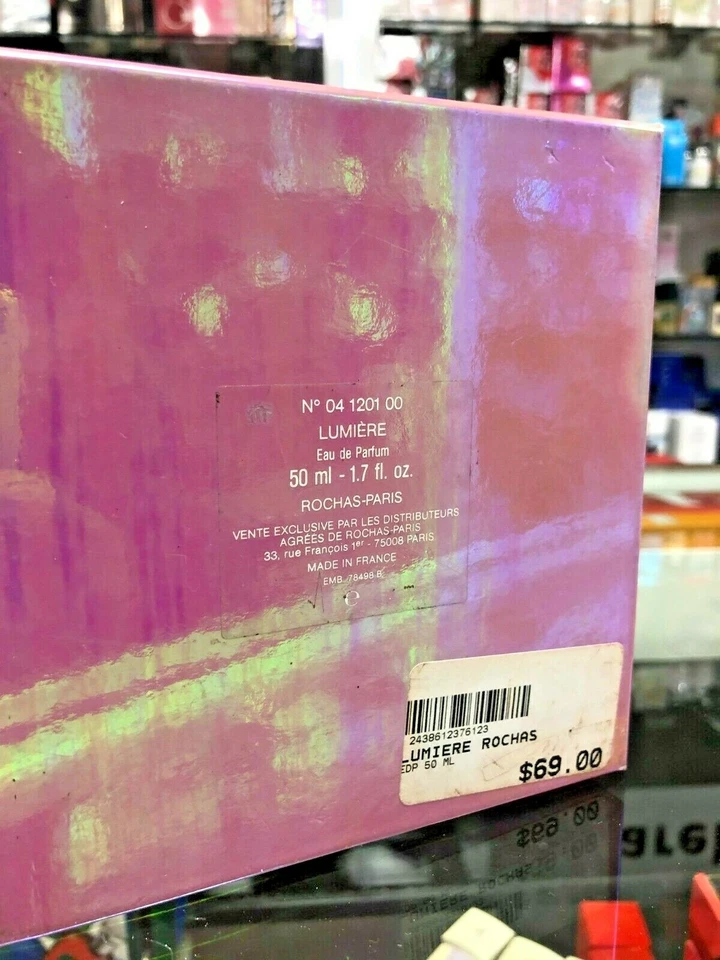 N° 04 1201 00
LUMIÈRE
Eau de Parfum
50 ml - 1.7 fl. oz.
ROCHAS-PARIS
VENTE EXCLUSIVE PAR LES DISTRIBUTEURS
AGRÉES DE ROCHAS-PARIS
33, rue François 1er - 75008 PARIS
MADE IN FRANCE
EMB. 78498 B
e
2438612376123
LUMIERE ROCHAS
EDP 50 ML
$69.00